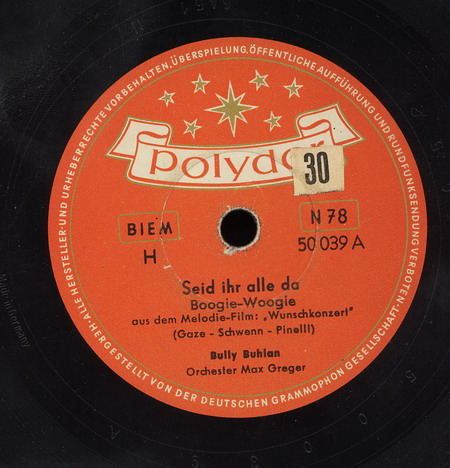 ALLE HERSTELLER- UND URHEBERRECHTE VORBEHALTEN, ÜBERSPIELUNG, ÖFFENTLICHE AUFFÜHRUNG UND RUNDFUNKSENDUNG VERBOTEN·
HERGESTELLT VON DER DEUTSCHEN GRAMMOPHON GESELLSCHAFT·
polydor
30
BIEM
N 78
H
50 039 A
Seid ihr alle da
Boogie-Woogie
aus dem Melodie-Film: „Wunschkonzert"
(Gaze - Schwenn - Pinelli)
Bully Buhlan
Orchester Max Greger